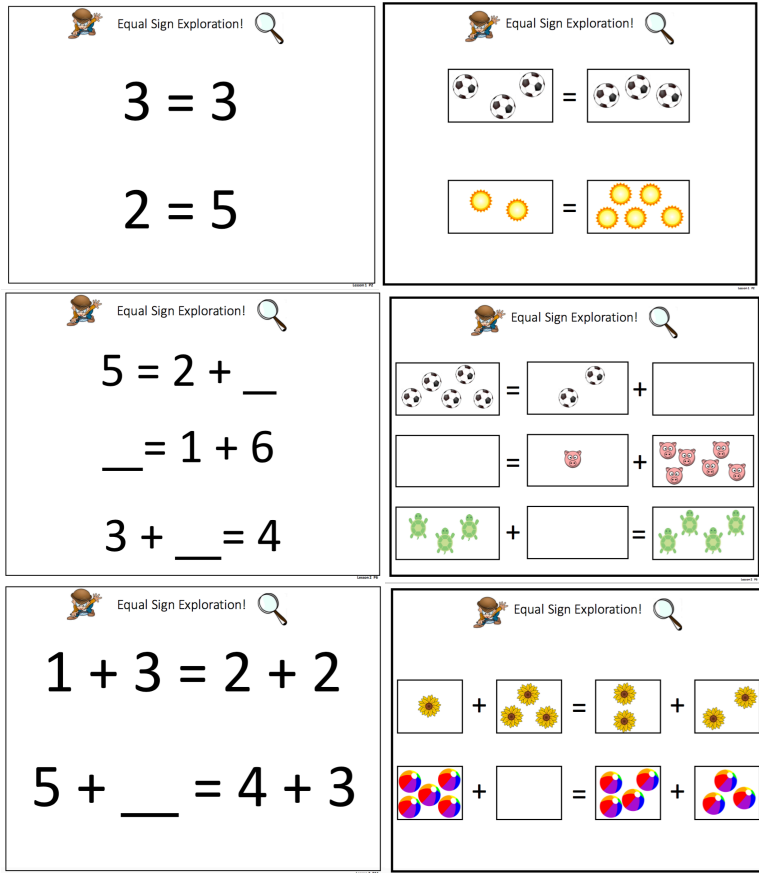 Equal Sign Exploration!
3 = 3
2 = 5
Equal Sign Exploration!
=
=
Equal Sign Exploration!
5 = 2 + __
__ = 1 + 6
3 + __ = 4
Equal Sign Exploration!
= +
= +
+ =
Equal Sign Exploration!
1 + 3 = 2 + 2
5 + __ = 4 + 3
Equal Sign Exploration!
+ = +
+ = +